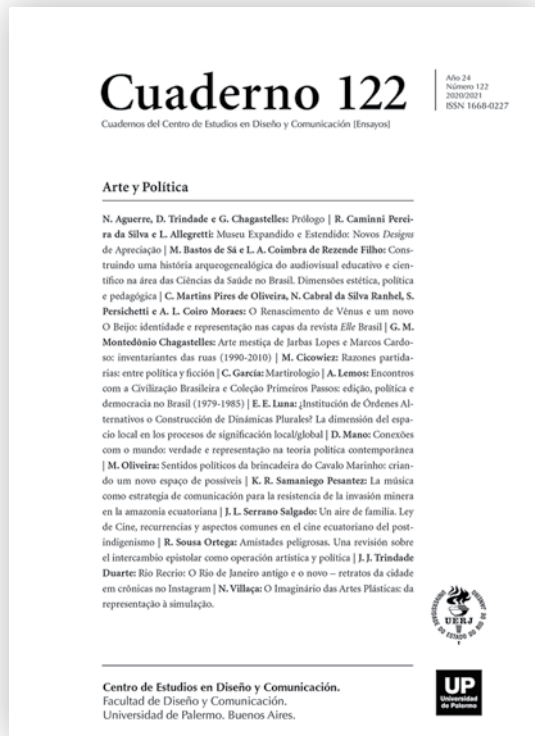 Cuaderno 122
Cuadernos del Centro de Estudios en Diseño y Comunicación [Ensayos]
Año 24
Número 122
2020/2021
ISSN 1668-0227
Arte y Política
N. Aguerre, D. Trindade e G. Chagastelles: Prólogo | R. Caminni Perei-
ra da Silva e L. Allegretti: Museu Expandido e Estendido: Novos Designs
de Apreciação | M. Bastos de Sá e L. A. Coimbra de Rezende Filho: Cons-
truindo uma história arqueogenealógica do audiovisual educativo e cien-
tífico na área das Ciências da Saúde no Brasil. Dimensões estética, política
e pedagógica | C. Martins Pires de Oliveira, N. Cabral da Silva Ranhel, S.
Persichetti e A. L. Coiro Moraes: O Renascimento de Vênus e um novo
O Beijo: identidade e representação nas capas da revista Elle Brasil | G. M.
Montedônio Chagastelles: Arte mestiça de Jarbas Lopes e Marcos Cardo-
so: inventariantes das ruas (1990-2010) | M. Cicowiez: Razones partida-
rias: entre política y ficción | C. García: Martirologio | A. Lemos: Encontros
com a Civilização Brasileira e Coleção Primeiros Passos: edição, política e
democracia no Brasil (1979-1985) | E. E. Luna: ¿Institución de Órdenes Al-
ternativos o Construcción de Dinámicas Plurales? La dimensión del espa-
cio local en los procesos de significación local/global | D. Mano: Conexões
com o mundo: verdade e representação na teoria política contemporânea
| M. Oliveira: Sentidos políticos da brincadeira do Cavalo Marinho: crian-
do um novo espaço de possíveis | K. R. Samaniego Pesantez: La música
como estrategia de comunicación para la resistencia de la invasión minera
en la amazonia ecuatoriana | J. L. Serrano Salgado: Un aire de familia. Ley
de Cine, recurrencias y aspectos comunes en el cine ecuatoriano del post-
indigenismo | R. Sousa Ortega: Amistades peligrosas. Una revisión sobre
el intercambio epistolar como operación artística y política | J. J. Trindade
Duarte: Rio Recrio: O Rio de Janeiro antigo e o novo – retratos da cidade
em crônicas no Instagram | N. Villaça: O Imaginário das Artes Plásticas: da
representação à simulação.
UERJ
UNIVERSIDADE DO ESTADO DO RIO DE JANEIRO
Centro de Estudios en Diseño y Comunicación.
Facultad de Diseño y Comunicación.
Universidad de Palermo. Buenos Aires.
UP
Universidad
de Palermo